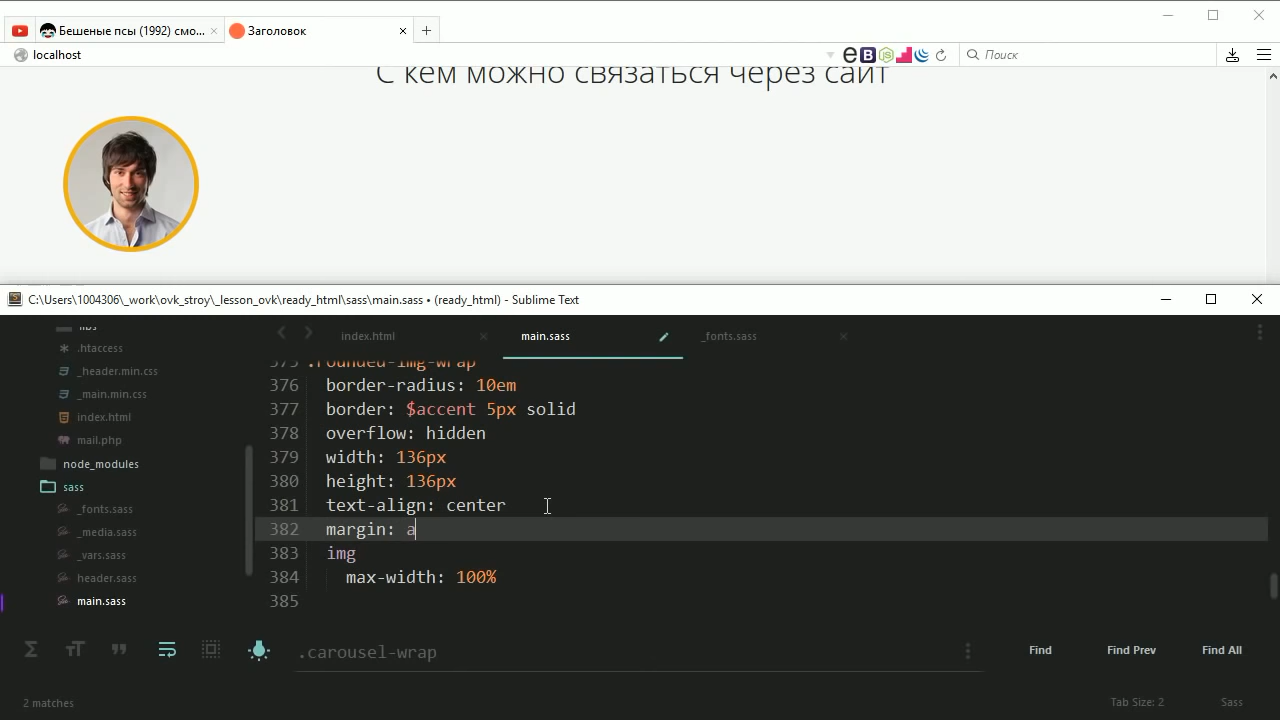 Бешеные псы (1992) смо...
Заголовок
localhost
Поиск
С кем можно связаться через сайт
C:\Users\1004306\_work\ovk_stroy\_lesson_ovk\ready_html\sass\main.sass • (ready_html) - Sublime Text
libs
.htaccess
_header.min.css
_main.min.css
index.html
mail.php
node_modules
sass
_fonts.sass
_media.sass
_vars.sass
header.sass
main.sass
index.html
main.sass
_fonts.sass
375 .rounded-img-wrap
376 border-radius: 10em
377 border: $accent 5px solid
378 overflow: hidden
379 width: 136px
380 height: 136px
381 text-align: center
382 margin: a
383 img
384 max-width: 100%
385
.carousel-wrap
Find
Find Prev
Find All
2 matches
Tab Size: 2
Sass